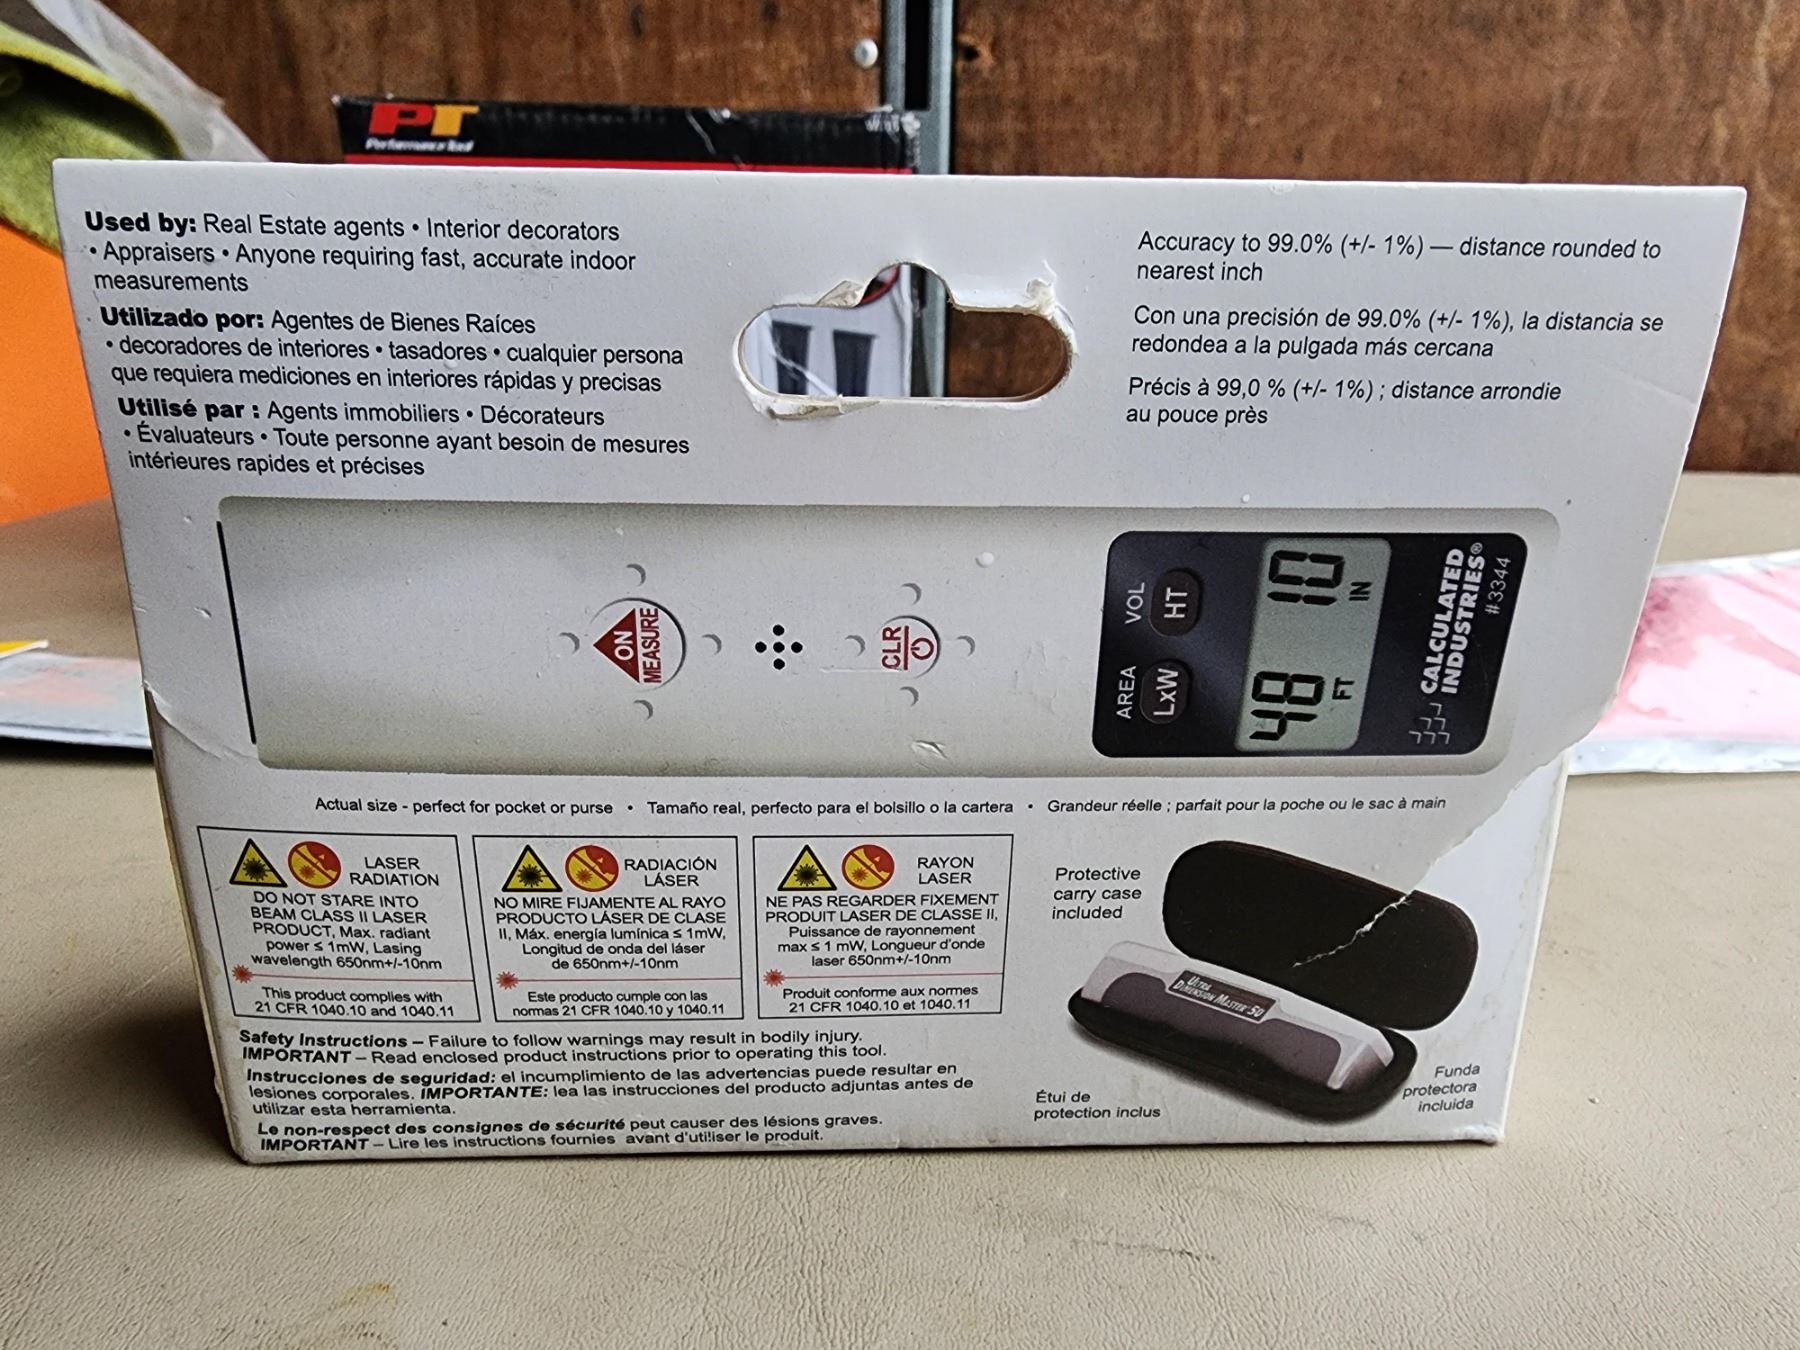 PT
Performance Tool
Used by: Real Estate agents • Interior decorators
• Appraisers • Anyone requiring fast, accurate indoor
measurements
Utilizado por: Agentes de Bienes Raíces
• decoradores de interiores • tasadores • cualquier persona
que requiera mediciones en interiores rápidas y precisas
Utilisé par : Agents immobiliers • Décorateurs
• Évaluateurs • Toute personne ayant besoin de mesures
intérieures rapides et précises
Accuracy to 99.0% (+/- 1%) — distance rounded to
nearest inch
Con una precisión de 99.0% (+/- 1%), la distancia se
redondea a la pulgada más cercana
Précis à 99,0 % (+/- 1%) ; distance arrondie
au pouce près
ON
MEASURE
CLR
AREA VOL
LxW HT
48 10
FT IN
CALCULATED
INDUSTRIES®
#3344
Actual size - perfect for pocket or purse • Tamaño real, perfecto para el bolsillo o la cartera • Grandeur réelle ; parfait pour la poche ou le sac à main
LASER
RADIATION
DO NOT STARE INTO
BEAM CLASS II LASER
PRODUCT, Max. radiant
power ≤ 1mW, Lasing
wavelength 650nm+/-10nm
This product complies with
21 CFR 1040.10 and 1040.11
RADIACIÓN
LÁSER
NO MIRE FIJAMENTE AL RAYO
PRODUCTO LÁSER DE CLASE
II, Máx. energía lumínica ≤ 1mW,
Longitud de onda del láser
de 650nm+/-10nm
Este producto cumple con las
normas 21 CFR 1040.10 y 1040.11
RAYON
LASER
NE PAS REGARDER FIXEMENT
PRODUIT LASER DE CLASSE II,
Puissance de rayonnement
max ≤ 1 mW, Longueur d'onde
laser 650nm+/-10nm
Produit conforme aux normes
21 CFR 1040.10 et 1040.11
Protective
carry case
included
ULTRA
DIMENSION MASTER 50
Étui de
protection inclus
Funda
protectora
incluida
Safety Instructions – Failure to follow warnings may result in bodily injury.
IMPORTANT – Read enclosed product instructions prior to operating this tool.
Instrucciones de seguridad: el incumplimiento de las advertencias puede resultar en
lesiones corporales. IMPORTANTE: lea las instrucciones del producto adjuntas antes de
utilizar esta herramienta.
Le non-respect des consignes de sécurité peut causer des lésions graves.
IMPORTANT – Lire les instructions fournies avant d'utiliser le produit.